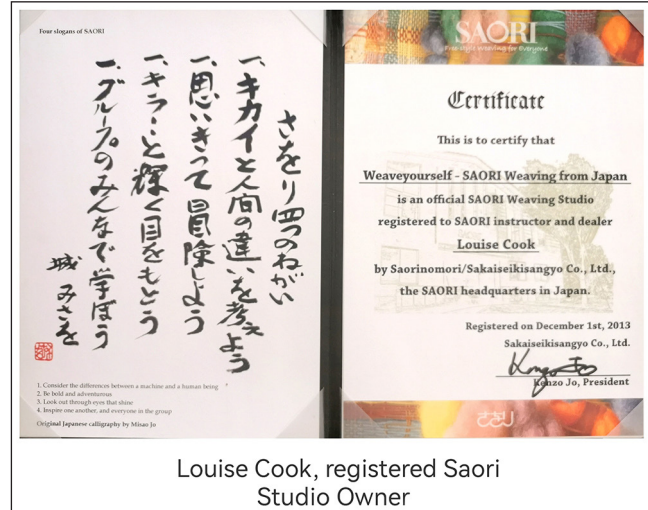 Four slogans of SAORI
さをり四つのねがい
一、キカイと人間の違いを考えよう
一、思いきって冒険しよう
一、キラキラと輝く目をもとう
一、グループのみんなで学ぼう
城 みさを
1. Consider the differences between a machine and a human being
2. Be bold and adventurous
3. Look out through eyes that shine
4. Inspire one another, and everyone in the group
Original Japanese calligraphy by Misao Jo
SAORI
Free-style Weaving for Everyone
Certificate
This is to certify that
Weaveyourself - SAORI Weaving from Japan
is an official SAORI Weaving Studio
registered to SAORI instructor and dealer
Louise Cook
by Saorinomori/Sakaiseikisangyo Co., Ltd.,
the SAORI headquarters in Japan.
Registered on December 1st, 2013
Sakaiseikisangyo Co., Ltd.
Kenzo Jo, President
Louise Cook, registered Saori
Studio Owner